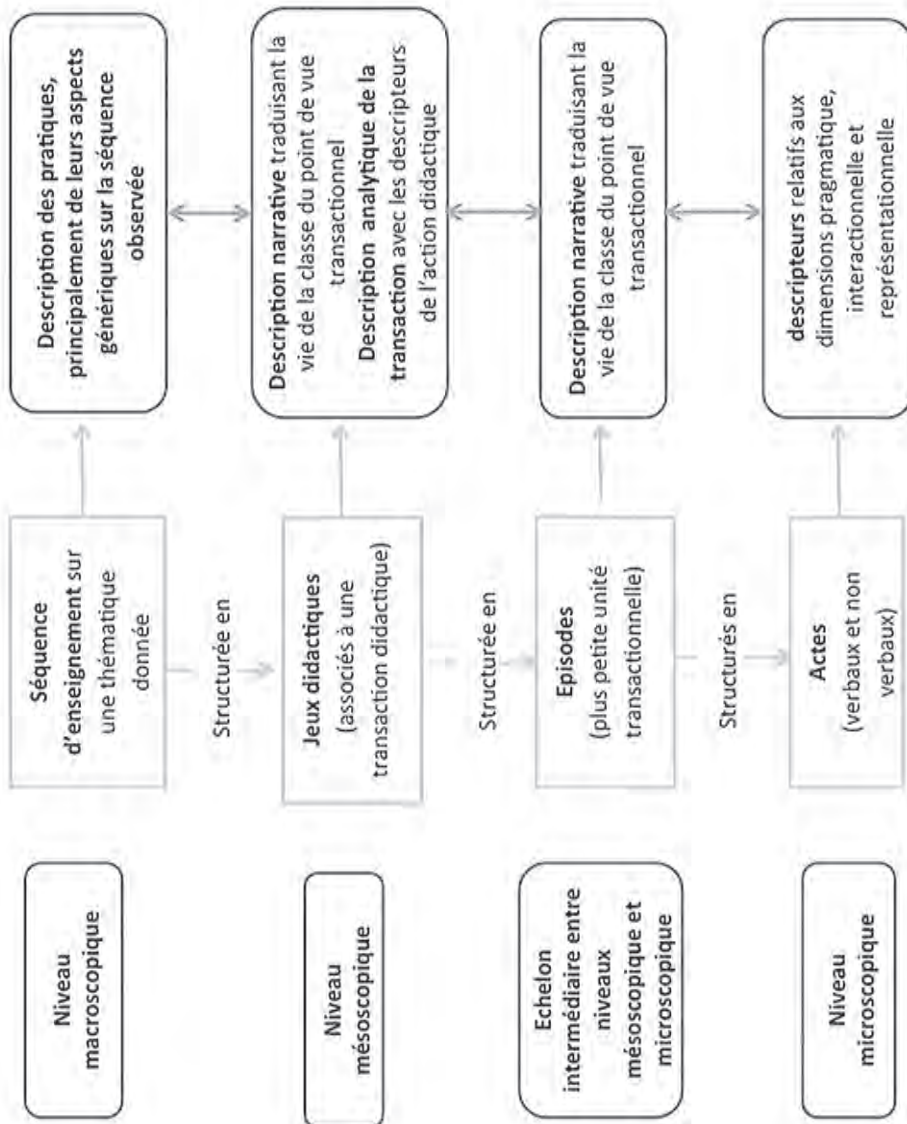 Niveau
macroscopique
Séquence
d'enseignement sur
une thématique
donnée
Description des pratiques,
principalement de leurs aspects
génériques sur la séquence
observée
Structurée en
Niveau
mésoscopique
Jeux didactiques
(associés à une
transaction didactique)
Description narrative traduisant la
vie de la classe du point de vue
transactionnel
Description analytique de la
transaction avec les descripteurs
de l'action didactique
Structurée en
Echelon
intermédiaire entre
niveaux
mésoscopique et
microscopique
Episodes
(plus petite unité
transactionnelle)
Description narrative traduisant la
vie de la classe du point de vue
transactionnel
Structurés en
Niveau
microscopique
Actes
(verbaux et non
verbaux)
descripteurs relatifs aux
dimensions pragmatique,
interactionnelle et
représentationnelle